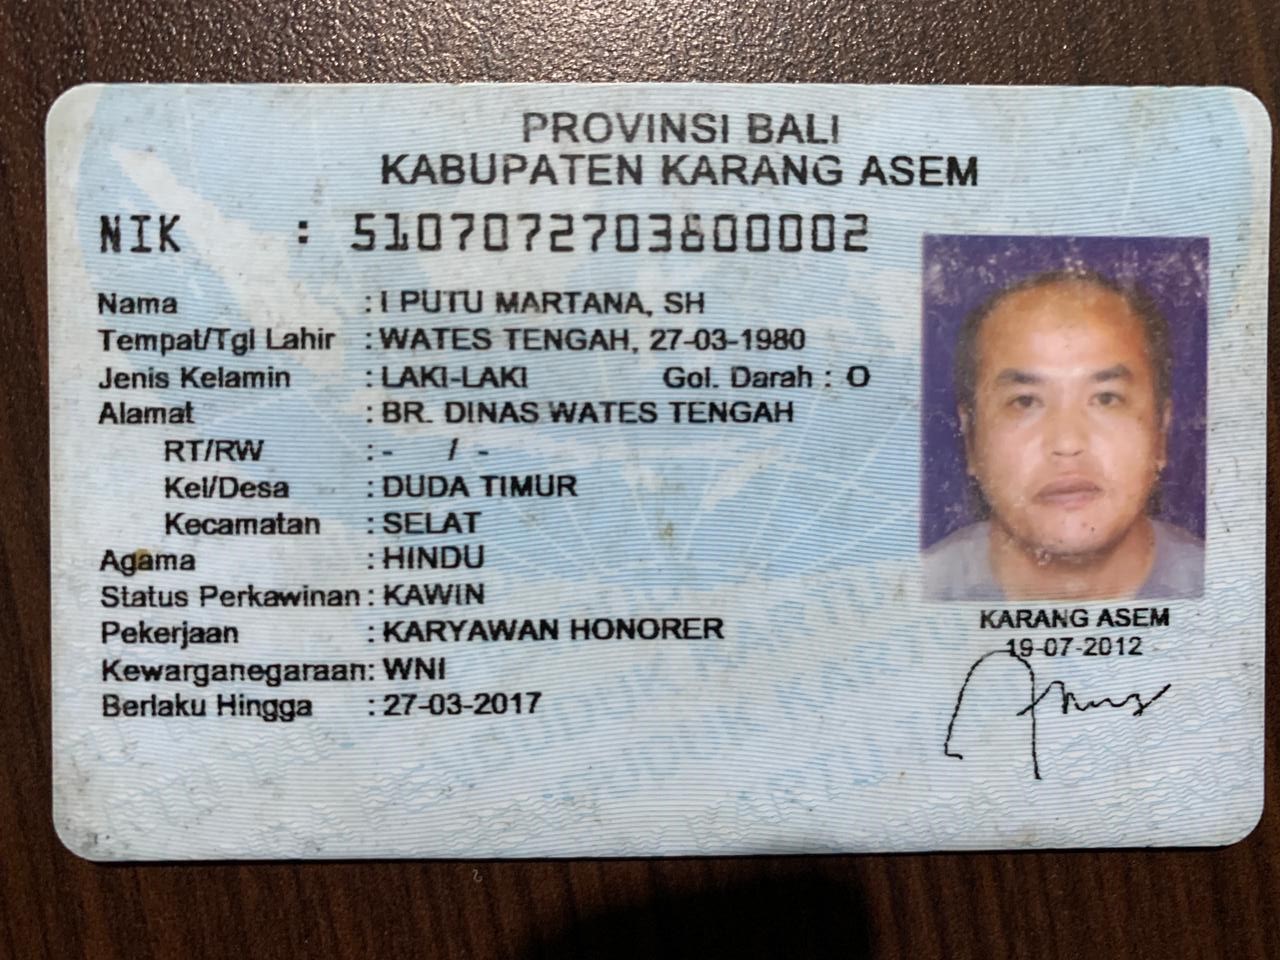 PROVINSI BALI
KABUPATEN KARANG ASEM
NIK : 5107072703800002
Nama : I PUTU MARTANA, SH
Tempat/Tgl Lahir : WATES TENGAH, 27-03-1980
Jenis Kelamin : LAKI-LAKI Gol. Darah : O
Alamat : BR. DINAS WATES TENGAH
RT/RW : - / -
Kel/Desa : DUDA TIMUR
Kecamatan : SELAT
Agama : HINDU
Status Perkawinan : KAWIN
Pekerjaan : KARYAWAN HONORER
Kewarganegaraan: WNI
Berlaku Hingga : 27-03-2017
KARANG ASEM
19-07-2012